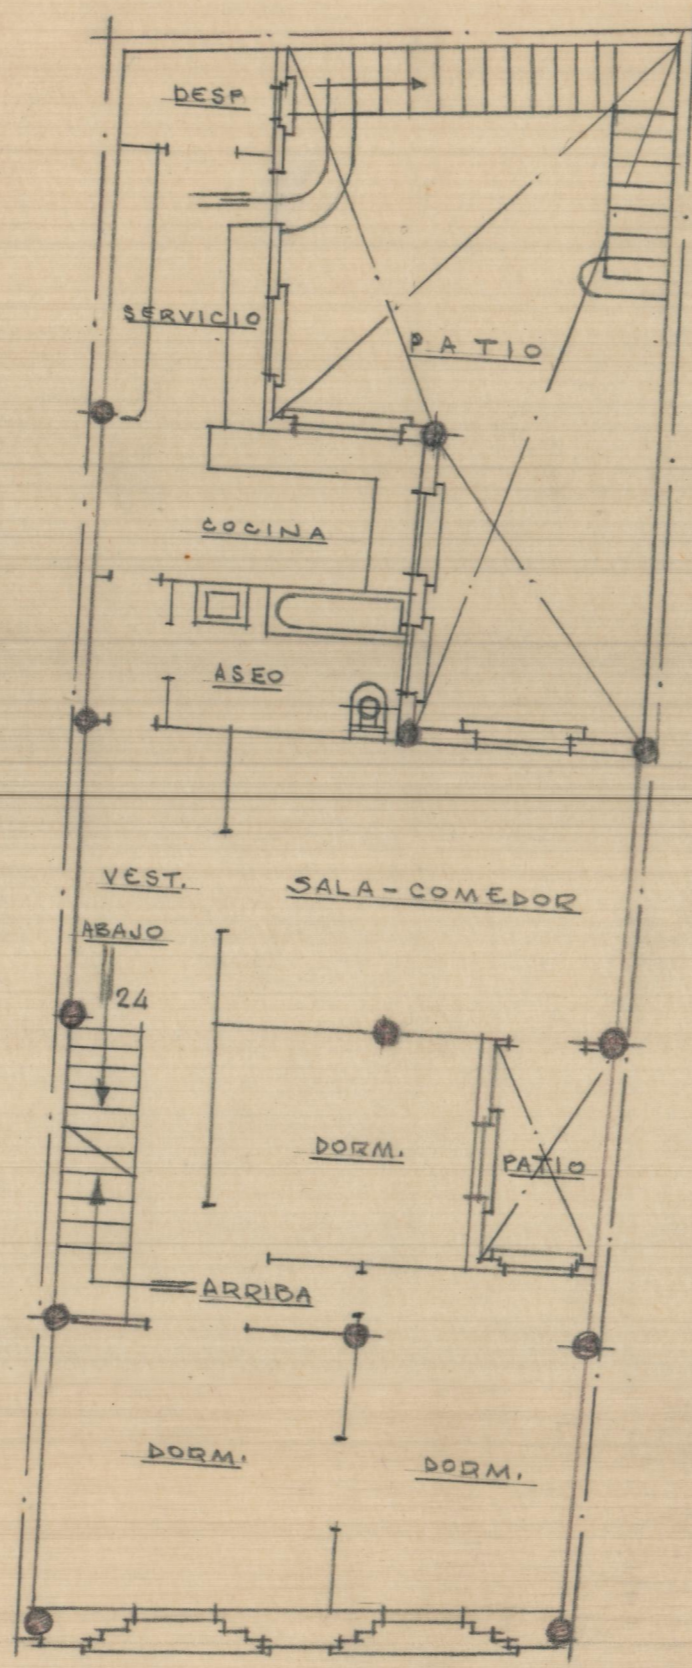 DESP.
SERVICIO
PATIO
COCINA
ASEO
VEST.
SALA-COMEDOR
ABAJO
24
DORM.
PATIO
ARRIBA
DORM.
DORM.